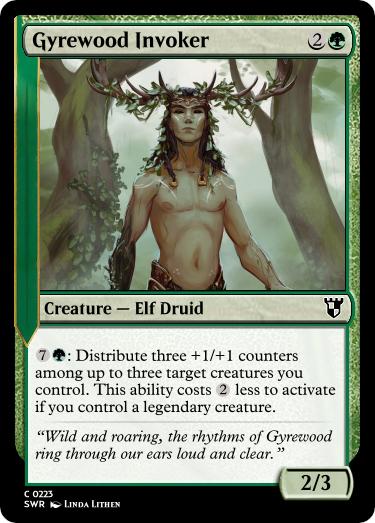 Gyrewood Invoker 2
Creature — Elf Druid
7 : Distribute three +1/+1 counters
among up to three target creatures you
control. This ability costs 2 less to activate
if you control a legendary creature.
“Wild and roaring, the rhythms of Gyrewood
ring through our ears loud and clear.”
2/3
C 0223
SWR Linda Lithen